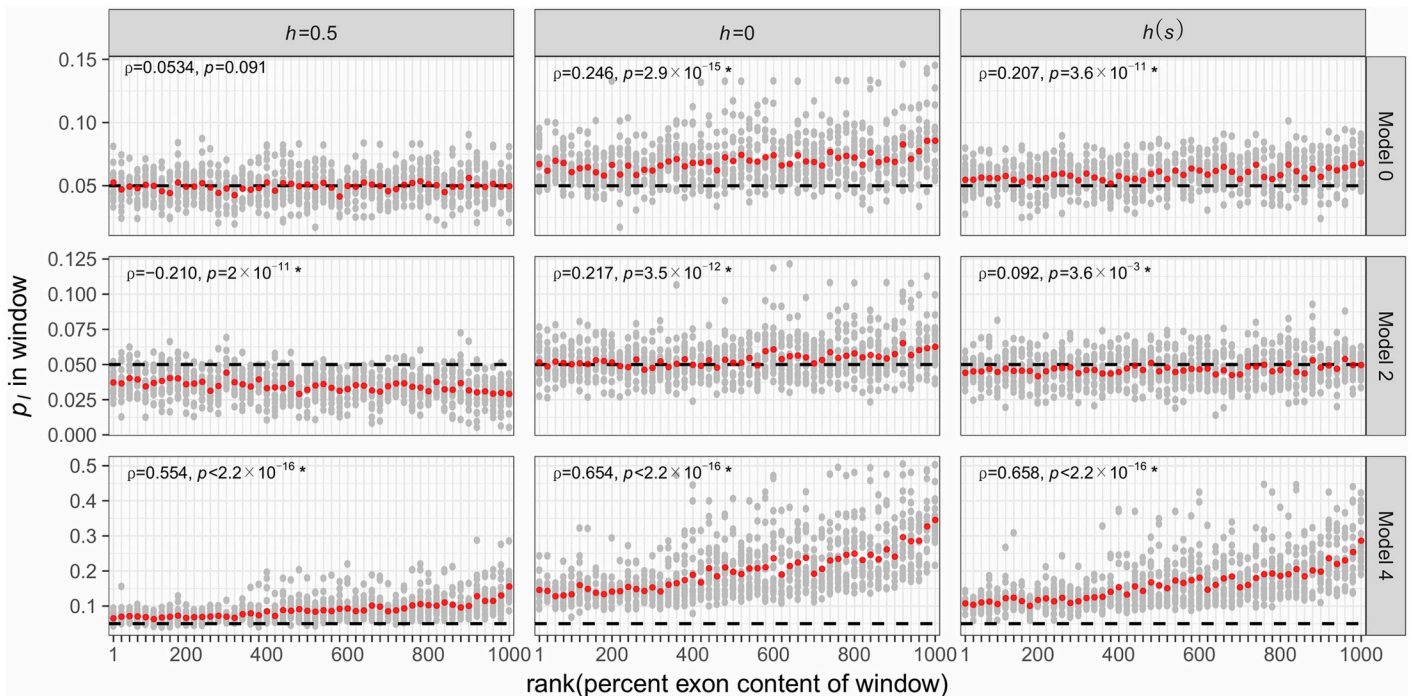 h=0.5 h=0 h(s)
0.15
0.10
0.05
ρ=0.0534, p=0.091
ρ=0.246, p=2.9×10⁻¹⁵ *
ρ=0.207, p=3.6×10⁻¹¹ *
Model 0
0.125
0.100
0.075
0.050
0.025
0.000
ρ=−0.210, p=2×10⁻¹¹ *
ρ=0.217, p=3.5×10⁻¹² *
ρ=0.092, p=3.6×10⁻³ *
Model 2
p_I in window
0.5
0.4
0.3
0.2
0.1
ρ=0.554, p<2.2×10⁻¹⁶ *
ρ=0.654, p<2.2×10⁻¹⁶ *
ρ=0.658, p<2.2×10⁻¹⁶ *
Model 4
1 200 400 600 800 1000 1 200 400 600 800 1000 1 200 400 600 800 1000
rank(percent exon content of window)